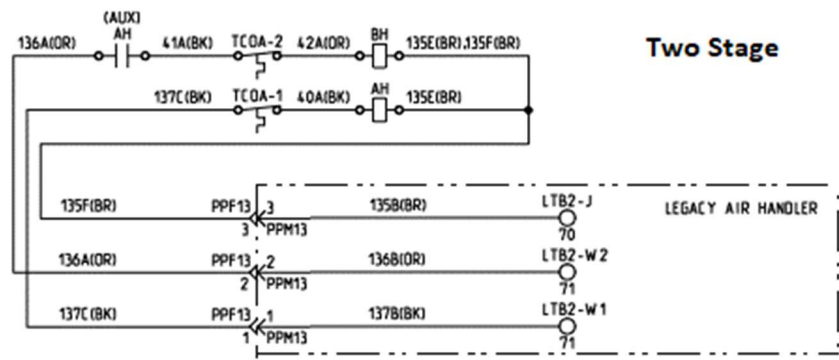 (AUX)
136A(OR) AH 41A(BK) TCOA-2 42A(OR) BH 135E(BR),135F(BR)
Two Stage
137C(BK) TCOA-1 40A(BK) AH 135E(BR)
135F(BR) PPF13 3 135B(BR) LTB2-J LEGACY AIR HANDLER
3 PPM13 70
136A(OR) PPF13 2 136B(OR) LTB2-W2
2 PPM13 71
137C(BK) PPF13 1 137B(BK) LTB2-W1
1 PPM13 71